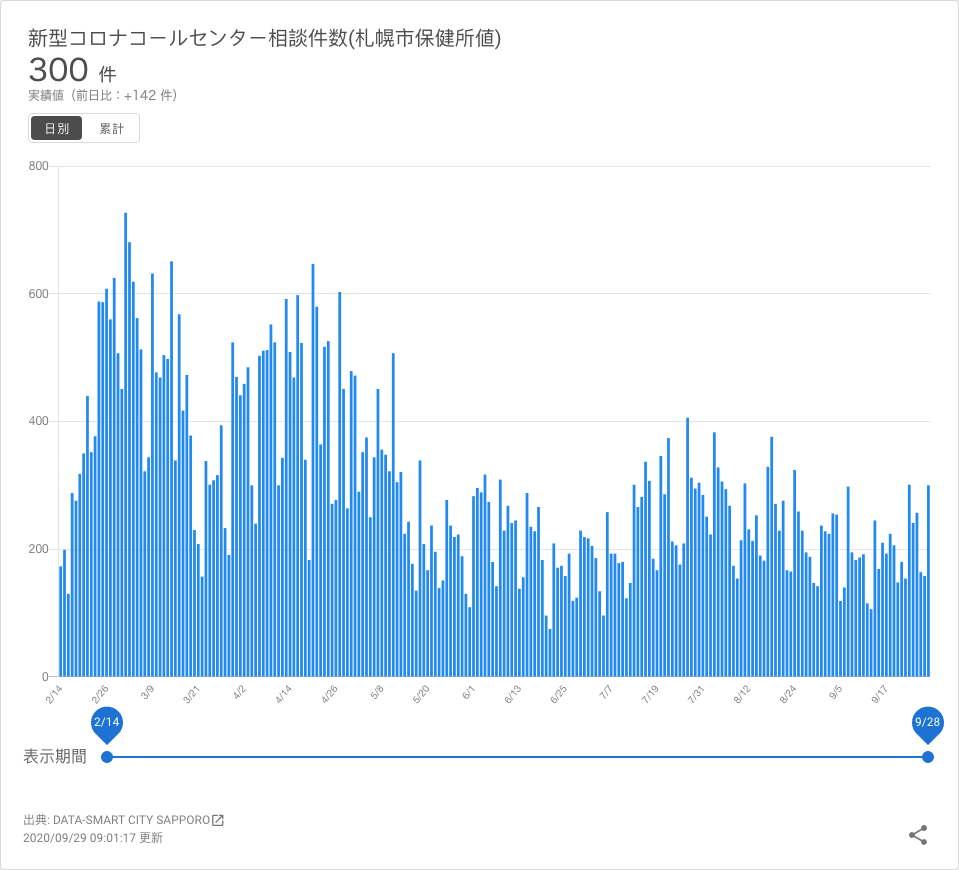 新型コロナコールセンター相談件数(札幌市保健所値)
300 件
実績値（前日比：+142 件）
日別 累計
800
600
400
200
0
2/14 2/26 3/9 3/21 4/2 4/14 4/26 5/8 5/20 6/1 6/13 6/25 7/7 7/19 7/31 8/12 8/24 9/5 9/17
2/14 9/28
表示期間
出典: DATA-SMART CITY SAPPORO
2020/09/29 09:01:17 更新